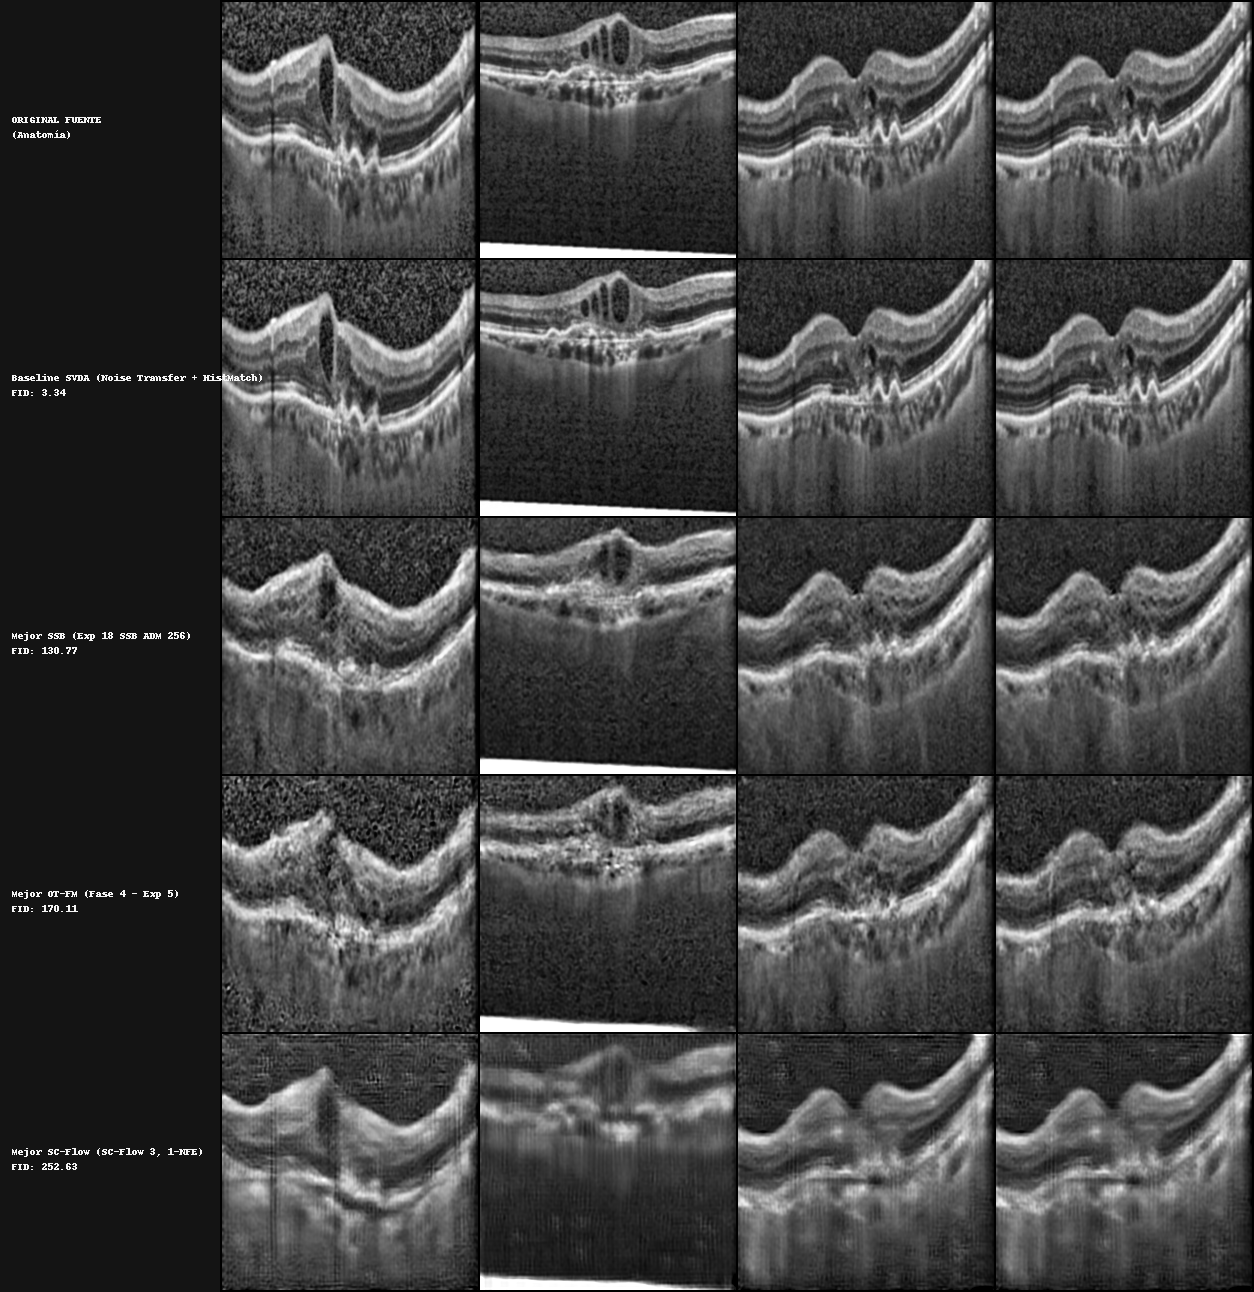 ORIGINAL FUENTE
(Anatomía)
Baseline SVDA (Noise Transfer + HistMatch)
FID: 3.34
Mejor SSB (Exp 18 SSB ADM 256)
FID: 130.77
Mejor OT-FM (Fase 4 - Exp 5)
FID: 170.11
Mejor SC-Flow (SC-Flow 3, 1-NFE)
FID: 252.63